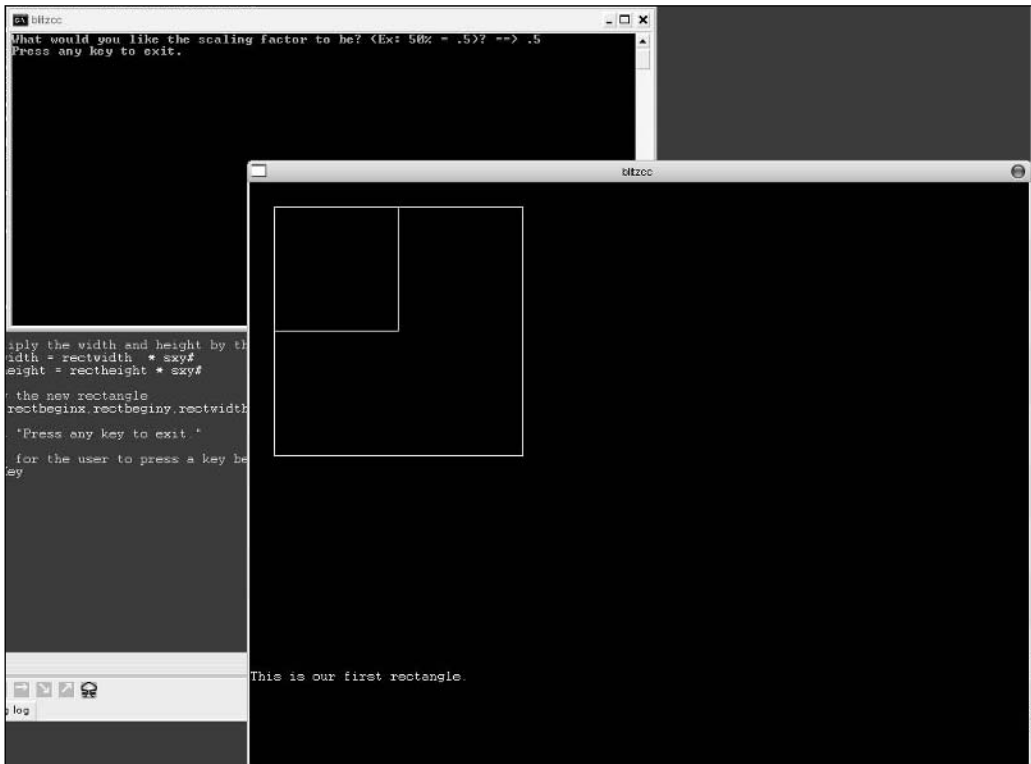 blitzcc
What would you like the scaling factor to be? (Ex: 50% = .5)? --> .5
Press any key to exit.
blitzcc
iply the width and height by th
idth = rectwidth * sxy#
eight = rectheight * sxy#
the new rectangle
rectbeginx,rectbeginy,rectwidth
"Press any key to exit."
for the user to press a key be
ey
This is our first rectangle.
log